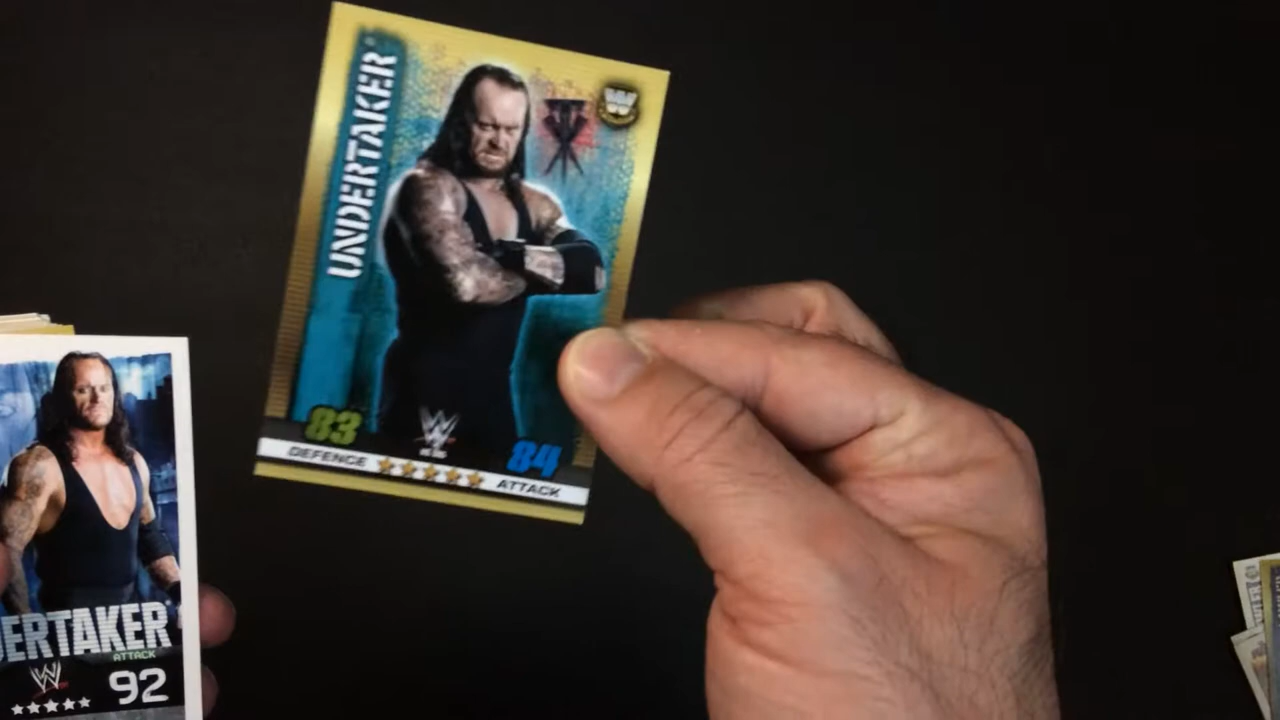 UNDERTAKER
83
84
DEFENCE
ATTACK
ERTAKER
ATTACK
92